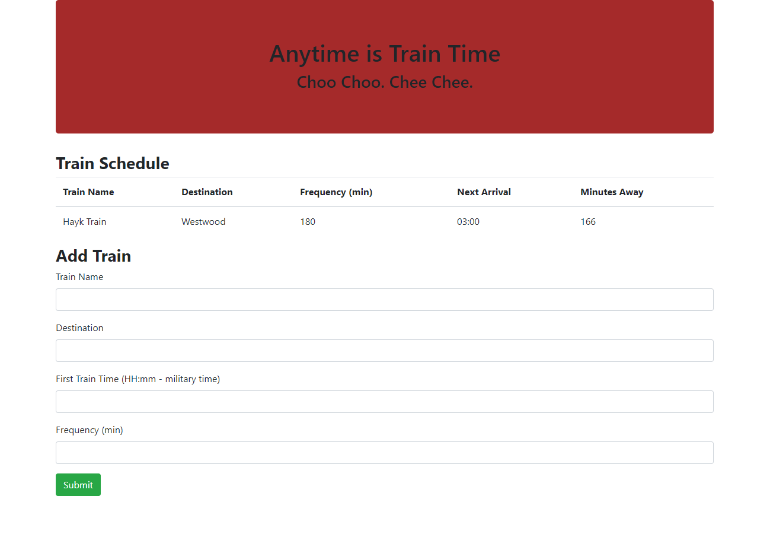 Anytime is Train Time
Choo Choo. Chee Chee.
Train Schedule
Train Name Destination Frequency (min) Next Arrival Minutes Away
Hayk Train Westwood 180 03:00 166
Add Train
Train Name
Destination
First Train Time (HH:mm - military time)
Frequency (min)
Submit